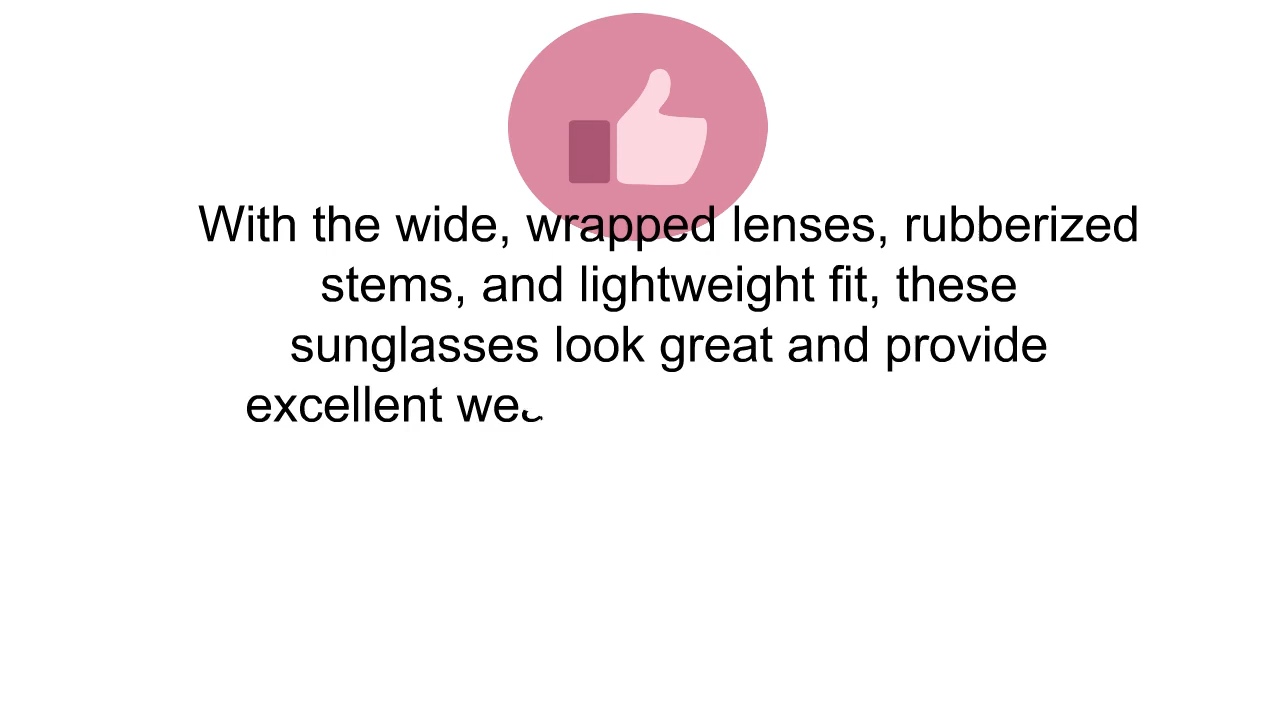 With the wide, wrapped lenses, rubberized
stems, and lightweight fit, these
sunglasses look great and provide
excellent